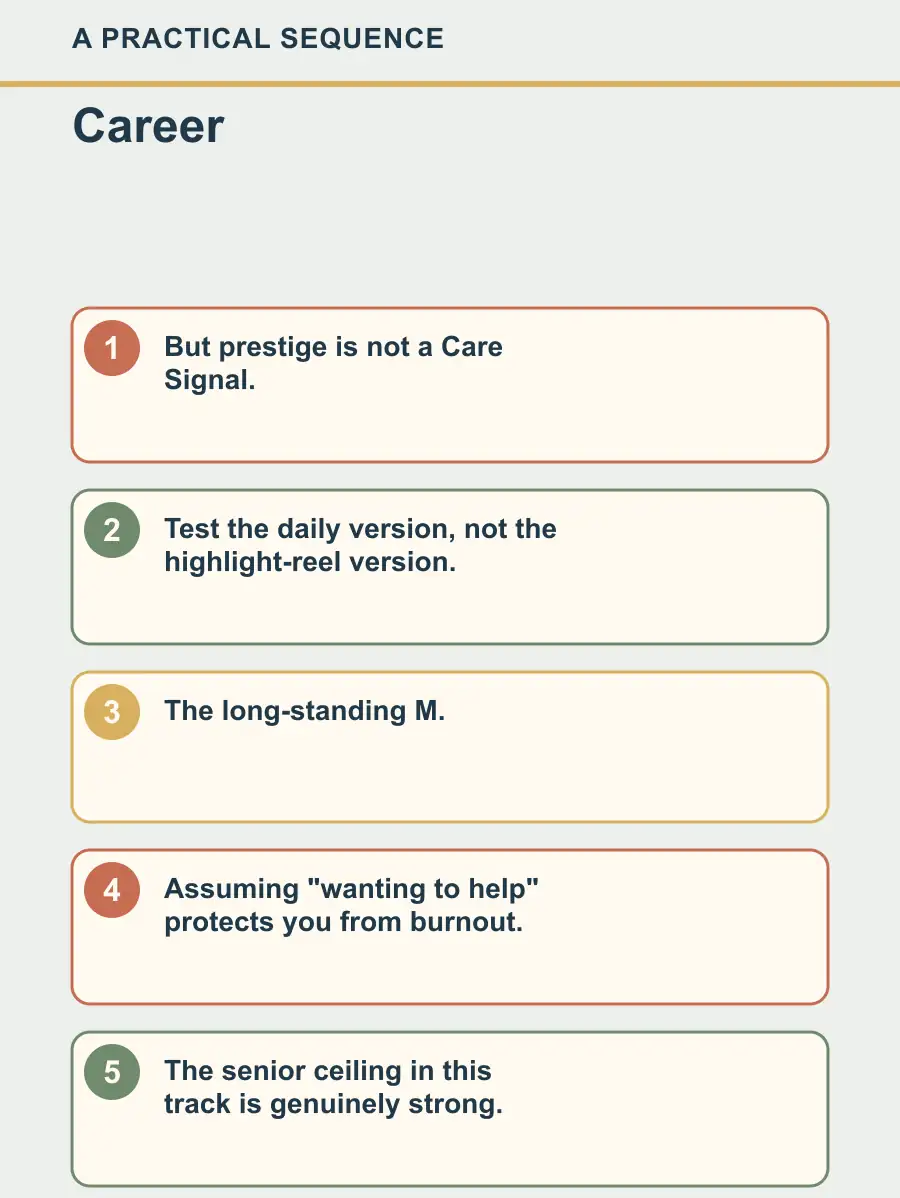 A PRACTICAL SEQUENCE
Career
1
But prestige is not a Care
Signal.
2
Test the daily version, not the
highlight-reel version.
3
The long-standing M.
4
Assuming "wanting to help"
protects you from burnout.
5
The senior ceiling in this
track is genuinely strong.